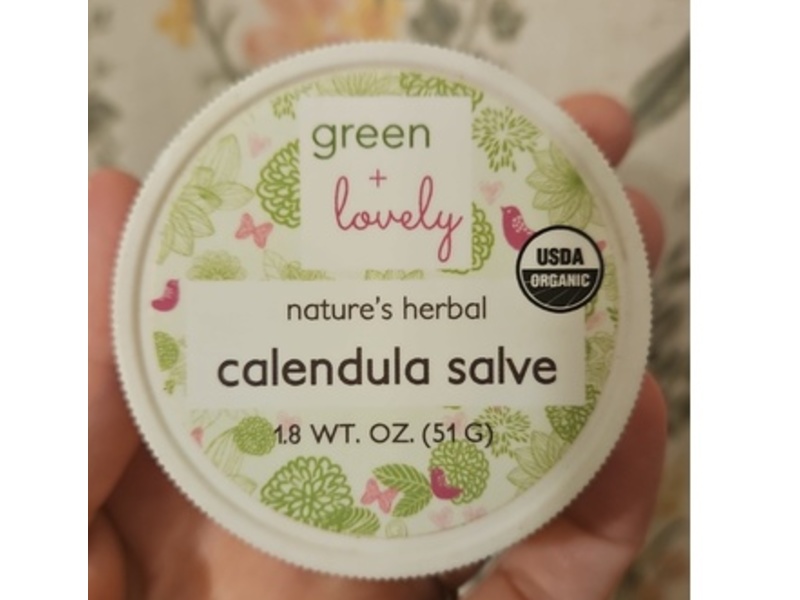 green
+
lovely
USDA
ORGANIC
nature's herbal
calendula salve
1.8 WT. OZ. (51 G)